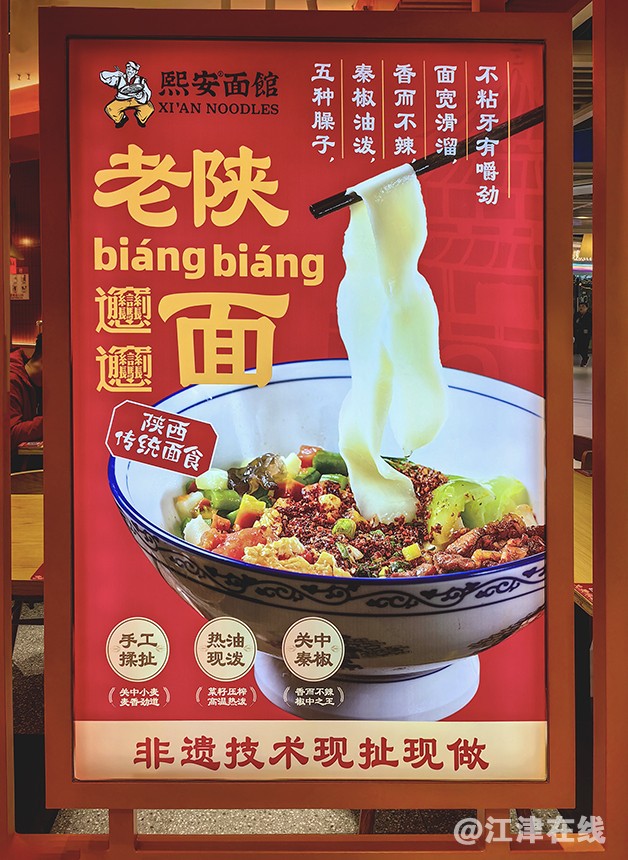 熙安®面館
XI'AN NOODLES
五种臊子,
秦椒油泼,
香而不辣,
面宽滑溜,
不粘牙有嚼劲
老陕
biáng biáng
𰻞
𰻞
面
陕西
传统面食
手工
揉扯
关中小麦
麦香劲道
热油
现泼
菜籽压榨
高温热泼
关中
秦椒
香而不辣
椒中之王
非遗技术现扯现做
@江津在线